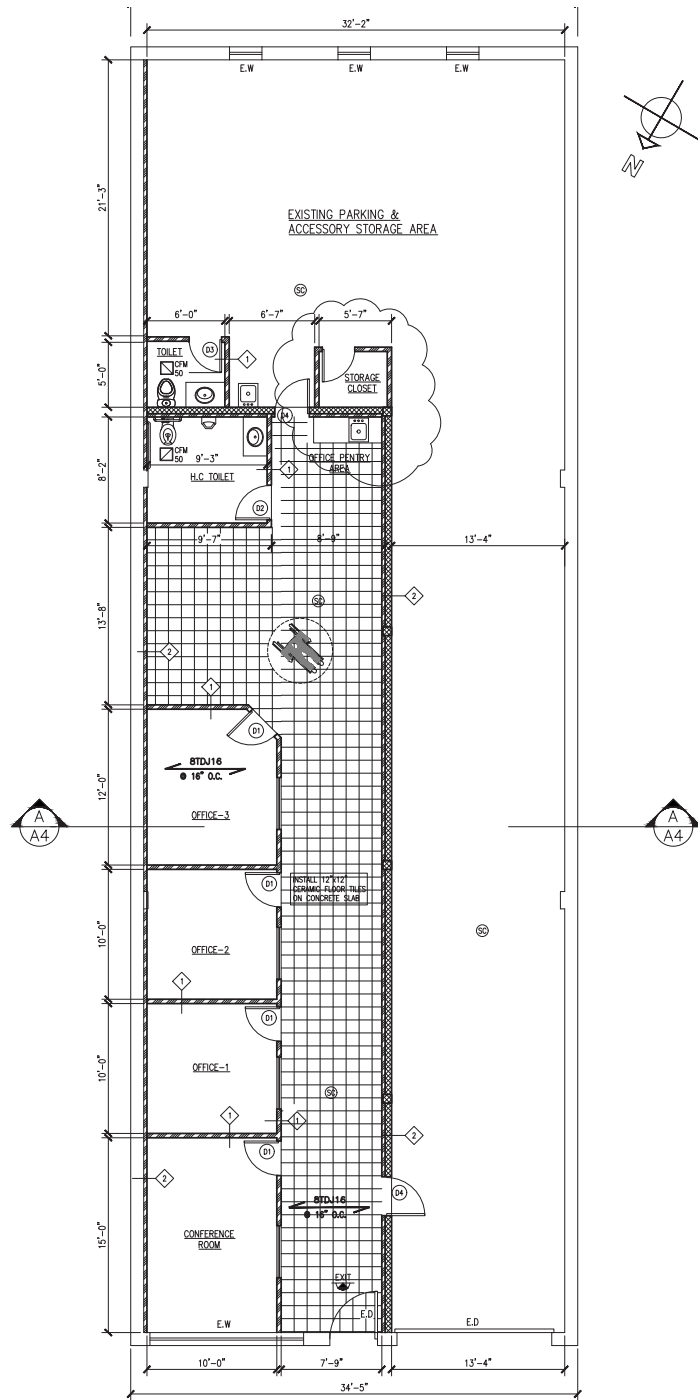 32'-2"
E.W
E.W
E.W
N
21'-3"
EXISTING PARKING &
ACCESSORY STORAGE AREA
SC
6'-0"
6'-7"
5'-7"
TOILET
D3
1
CFM
50
5'-0"
STORAGE
CLOSET
D4
CFM
50
9'-3"
OFFICE PENTRY
AREA
1
H.C TOILET
8'-2"
D2
9'-7"
8'-9"
13'-4"
2
SC
13'-8"
2
1
D1
8TDJ16
@ 16" O.C.
12'-0"
OFFICE-3
A
A4
A
A4
INSTALL 12"x12"
CERAMIC FLOOR TILES
ON CONCRETE SLAB
D1
SC
10'-0"
OFFICE-2
1
D1
10'-0"
OFFICE-1
SC
1
1
2
D1
2
8TDJ16
@ 16" O.C.
D4
15'-0"
CONFERENCE
ROOM
EXIT
E.D
E.W
E.D
10'-0"
7'-9"
13'-4"
34'-5"